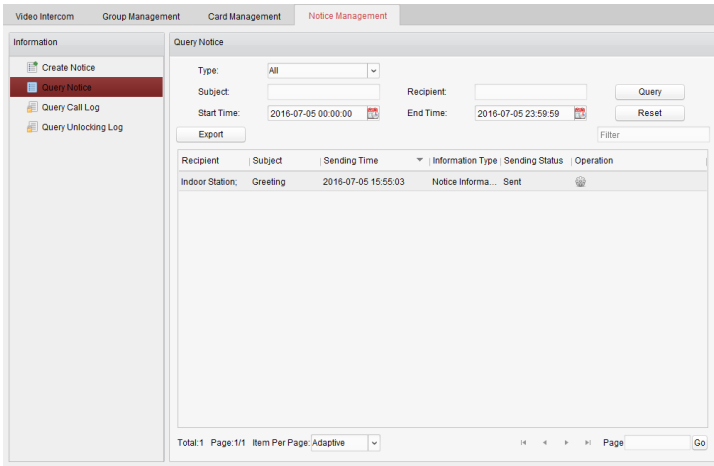 Video Intercom Group Management Card Management Notice Management
Information
Query Notice
Create Notice
Query Notice
Query Call Log
Query Unlocking Log
Type: All
Subject: Recipient: Query
Start Time: 2016-07-05 00:00:00 End Time: 2016-07-05 23:59:59 Reset
Export Filter
Recipient Subject Sending Time Information Type Sending Status Operation
Indoor Station; Greeting 2016-07-05 15:55:03 Notice Informa... Sent
Total:1 Page:1/1 Item Per Page: Adaptive Page Go